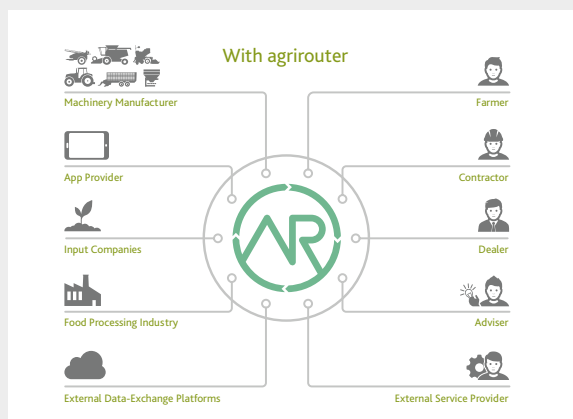 With agrirouter
Machinery Manufacturer
Farmer
App Provider
Contractor
Input Companies
Dealer
Food Processing Industry
Adviser
External Data-Exchange Platforms
External Service Provider
AR